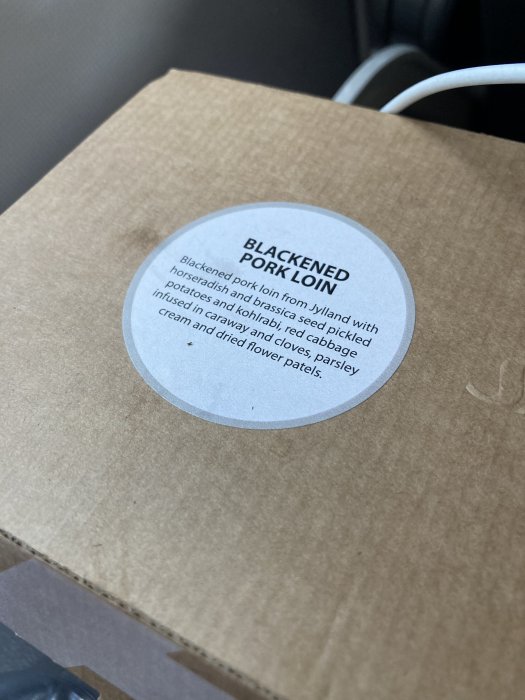 BLACKENED
PORK LOIN
Blackened pork loin from Jylland with
horseradish and brassica seed pickled
potatoes and kohlrabi, red cabbage
infused in caraway and cloves, parsley
cream and dried flower patels.